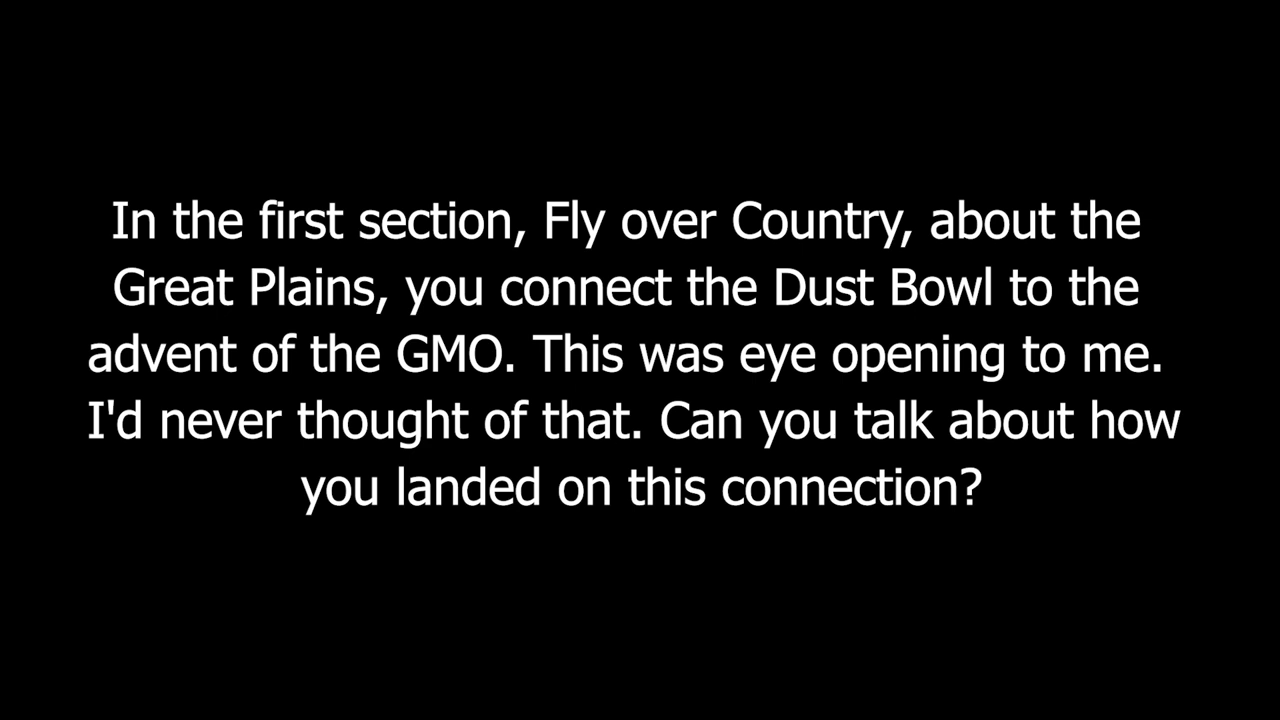 In the first section, Fly over Country, about the
Great Plains, you connect the Dust Bowl to the
advent of the GMO. This was eye opening to me.
I'd never thought of that. Can you talk about how
you landed on this connection?